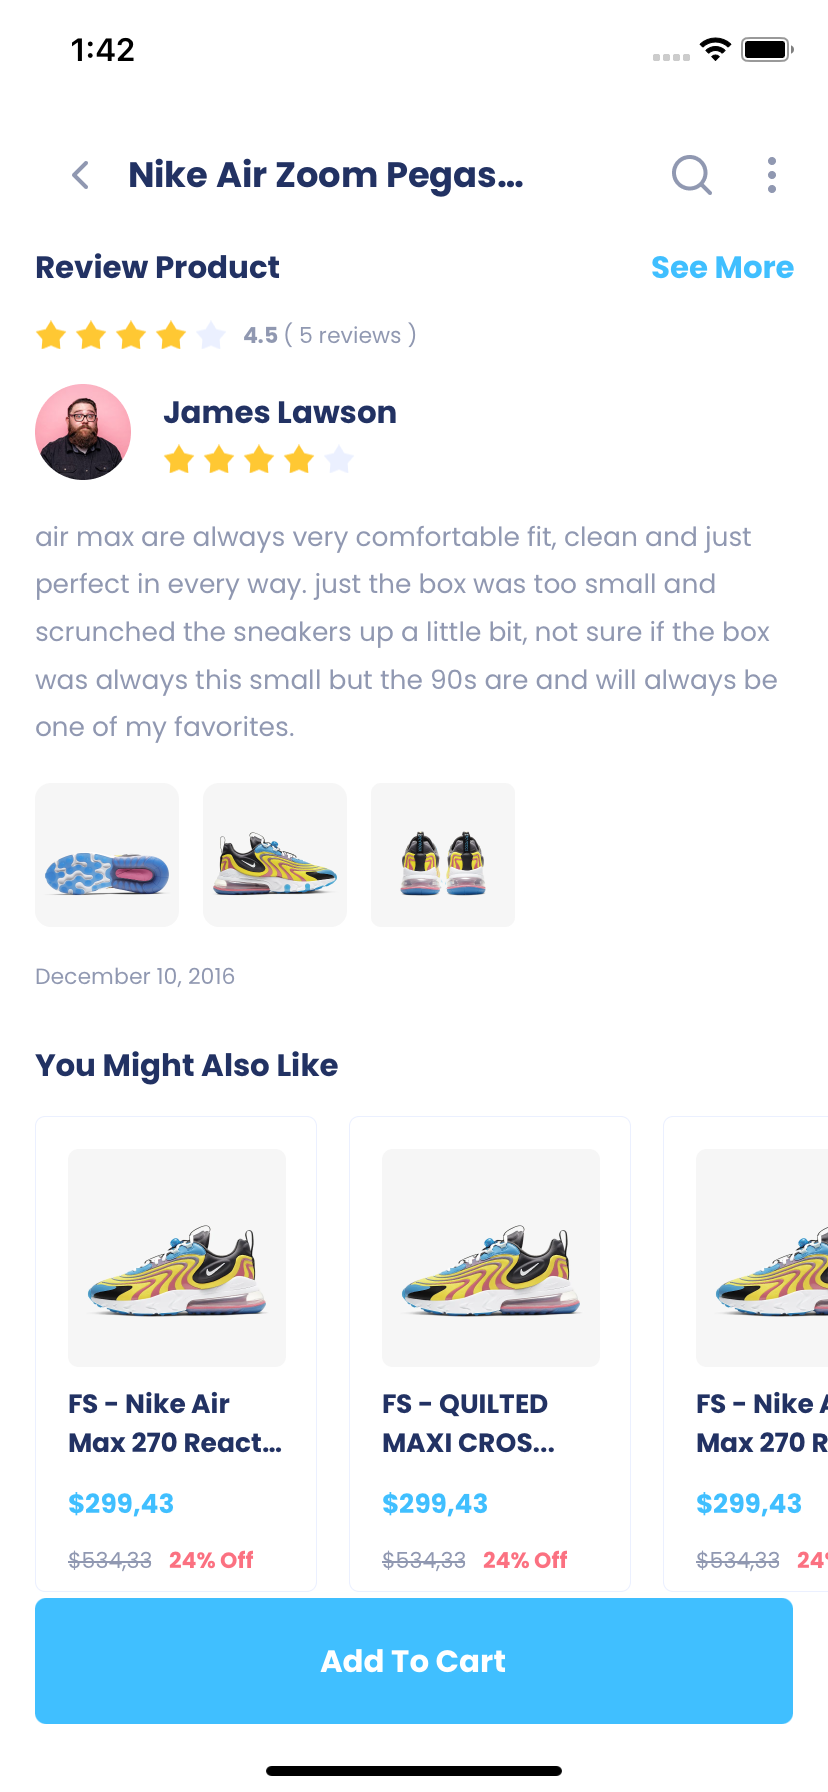 1:42
Nike Air Zoom Pegas...
Review Product
See More
4.5 ( 5 reviews )
James Lawson
air max are always very comfortable fit, clean and just
perfect in every way. just the box was too small and
scrunched the sneakers up a little bit, not sure if the box
was always this small but the 90s are and will always be
one of my favorites.
December 10, 2016
You Might Also Like
FS - Nike Air
Max 270 React...
$299,43
$534,33 24% Off
FS - QUILTED
MAXI CROS...
$299,43
$534,33 24% Off
FS - Nike A
Max 270 R
$299,43
$534,33 24%
Add To Cart